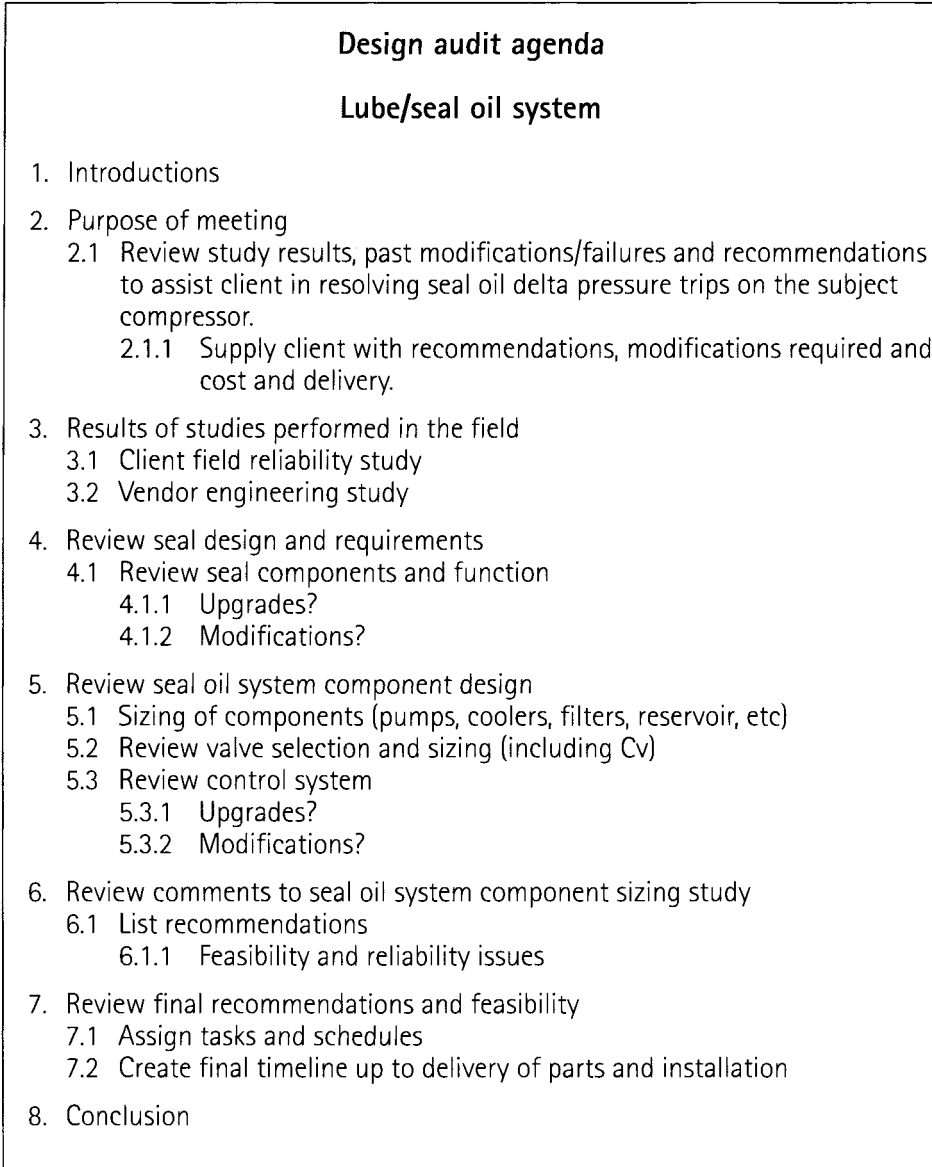 Design audit agenda
Lube/seal oil system
1. Introductions
2. Purpose of meeting
2.1 Review study results, past modifications/failures and recommendations
to assist client in resolving seal oil delta pressure trips on the subject
compressor.
2.1.1 Supply client with recommendations, modifications required and
cost and delivery.
3. Results of studies performed in the field
3.1 Client field reliability study
3.2 Vendor engineering study
4. Review seal design and requirements
4.1 Review seal components and function
4.1.1 Upgrades?
4.1.2 Modifications?
5. Review seal oil system component design
5.1 Sizing of components (pumps, coolers, filters, reservoir, etc)
5.2 Review valve selection and sizing (including Cv)
5.3 Review control system
5.3.1 Upgrades?
5.3.2 Modifications?
6. Review comments to seal oil system component sizing study
6.1 List recommendations
6.1.1 Feasibility and reliability issues
7. Review final recommendations and feasibility
7.1 Assign tasks and schedules
7.2 Create final timeline up to delivery of parts and installation
8. Conclusion